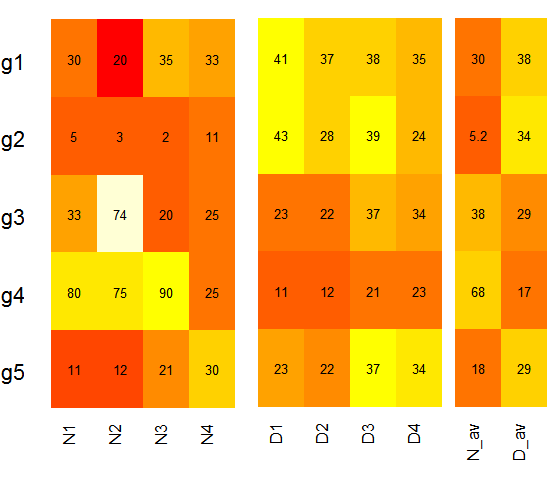 g1 30 20 35 33 41 37 38 35 30 38
g2 5 3 2 11 43 28 39 24 5.2 34
g3 33 74 20 25 23 22 37 34 38 29
g4 80 75 90 25 11 12 21 23 68 17
g5 11 12 21 30 23 22 37 34 18 29
N1 N2 N3 N4 D1 D2 D3 D4 N_av D_av